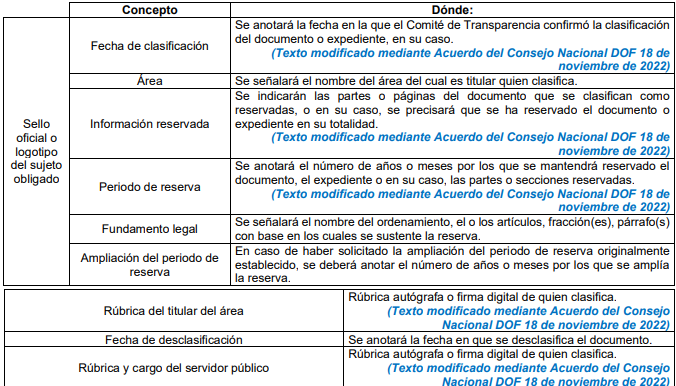 Concepto
Dónde:
Sello
oficial o
logotipo
del sujeto
obligado
Fecha de clasificación
Se anotará la fecha en la que el Comité de Transparencia confirmó la clasificación
del documento o expediente, en su caso.
(Texto modificado mediante Acuerdo del Consejo Nacional DOF 18 de
noviembre de 2022)
Área
Se señalará el nombre del área del cual es titular quien clasifica.
Información reservada
Se indicarán las partes o páginas del documento que se clasifican como
reservadas, o en su caso, se precisará que se ha reservado el documento o
expediente en su totalidad.
(Texto modificado mediante Acuerdo del Consejo Nacional DOF 18 de
noviembre de 2022)
Periodo de reserva
Se anotará el número de años o meses por los que se mantendrá reservado el
documento, el expediente o en su caso, las partes o secciones reservadas.
(Texto modificado mediante Acuerdo del Consejo Nacional DOF 18 de
noviembre de 2022)
Fundamento legal
Se señalará el nombre del ordenamiento, el o los artículos, fracción(es), párrafo(s)
con base en los cuales se sustente la reserva.
Ampliación del periodo de
reserva
En caso de haber solicitado la ampliación del periodo de reserva originalmente
establecido, se deberá anotar el número de años o meses por los que se amplía
la reserva.
Rúbrica del titular del área
Rúbrica autógrafa o firma digital de quien clasifica.
(Texto modificado mediante Acuerdo del Consejo
Nacional DOF 18 de noviembre de 2022)
Fecha de desclasificación
Se anotará la fecha en que se desclasifica el documento.
Rúbrica y cargo del servidor público
Rúbrica autógrafa o firma digital de quien clasifica.
(Texto modificado mediante Acuerdo del Consejo
Nacional DOF 18 de noviembre de 2022)